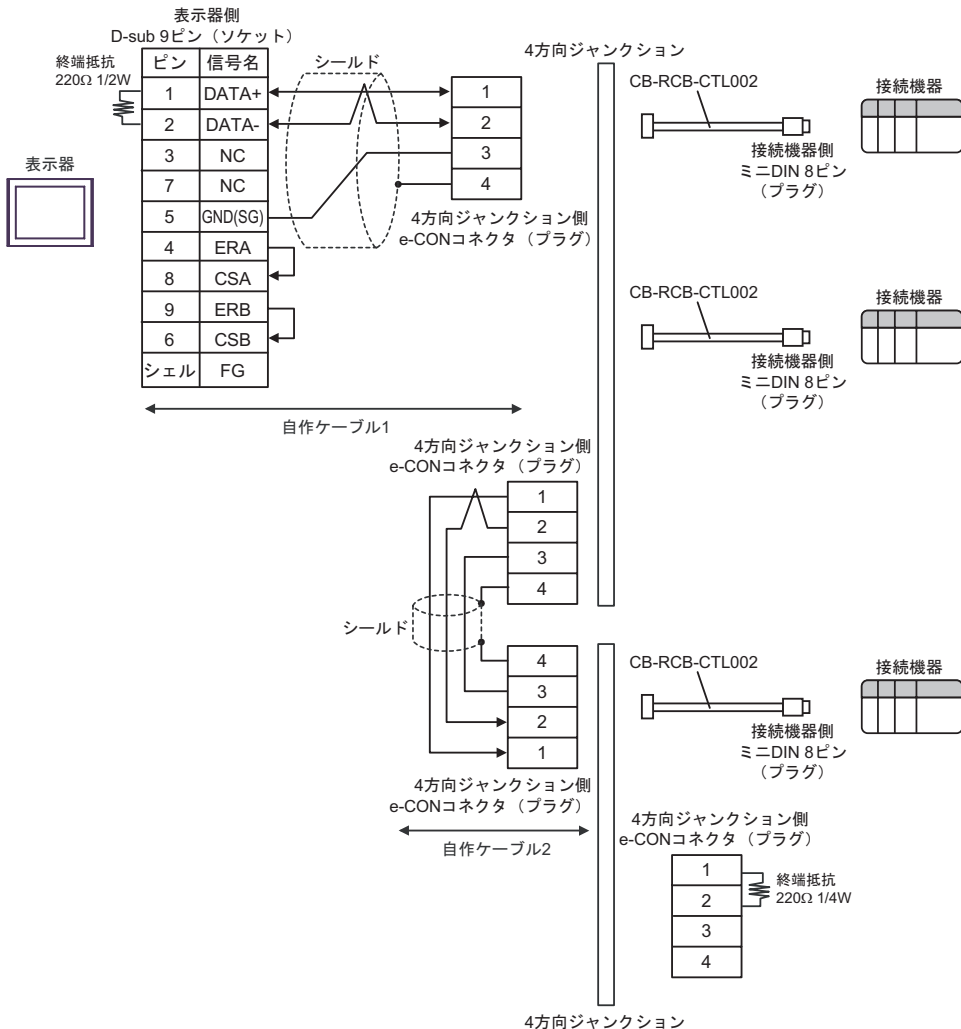 表示器側
D-sub 9ピン（ソケット）
終端抵抗
220Ω 1/2W
ピン 信号名
1 DATA+
2 DATA-
3 NC
7 NC
5 GND(SG)
4 ERA
8 CSA
9 ERB
6 CSB
シェル FG
表示器
シールド
1
2
3
4
4方向ジャンクション側
e-CONコネクタ（プラグ）
自作ケーブル1
4方向ジャンクション
CB-RCB-CTL002
接続機器側
ミニDIN 8ピン
（プラグ）
接続機器
CB-RCB-CTL002
接続機器側
ミニDIN 8ピン
（プラグ）
接続機器
4方向ジャンクション側
e-CONコネクタ（プラグ）
1
2
3
4
シールド
4
3
2
1
4方向ジャンクション側
e-CONコネクタ（プラグ）
自作ケーブル2
CB-RCB-CTL002
接続機器側
ミニDIN 8ピン
（プラグ）
接続機器
4方向ジャンクション側
e-CONコネクタ（プラグ）
1
2
3
4
終端抵抗
220Ω 1/4W
4方向ジャンクション